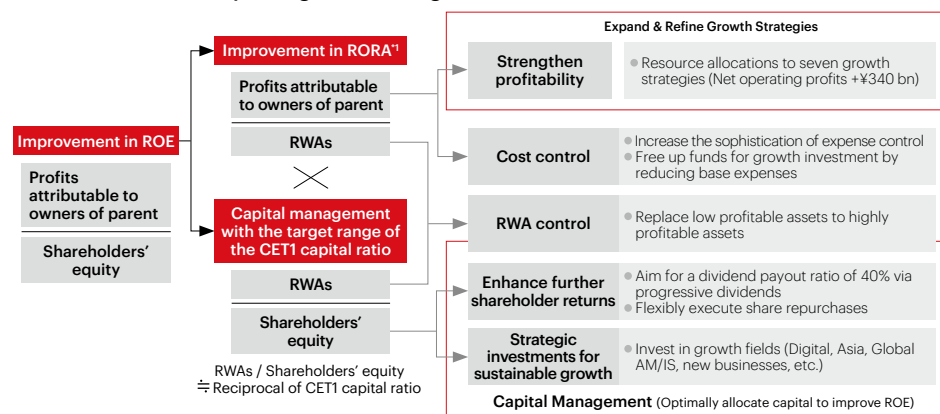 Expand & Refine Growth Strategies
Improvement in RORA*1
Strengthen
profitability
● Resource allocations to seven growth
strategies (Net operating profits +¥340 bn)
Profits attributable
to owners of parent
RWAs
Improvement in ROE
Profits
attributable to
owners of parent
Shareholders'
equity
Cost control
● Increase the sophistication of expense control
● Free up funds for growth investment by
reducing base expenses
Capital management
with the target range of
the CET1 capital ratio
RWA control
● Replace low profitable assets to highly
profitable assets
RWAs
Shareholders'
equity
Enhance further
shareholder returns
● Aim for a dividend payout ratio of 40% via
progressive dividends
● Flexibly execute share repurchases
Strategic
investments for
sustainable growth
● Invest in growth fields (Digital, Asia, Global
AM/IS, new businesses, etc.)
RWAs / Shareholders' equity
≒ Reciprocal of CET1 capital ratio
Capital Management (Optimally allocate capital to improve ROE)